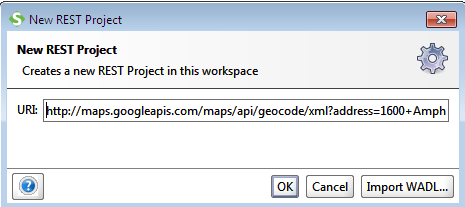 New REST Project
New REST Project
Creates a new REST Project in this workspace
URI: http://maps.googleapis.com/maps/api/geocode/xml?address=1600+Amph
? OK Cancel Import WADL...